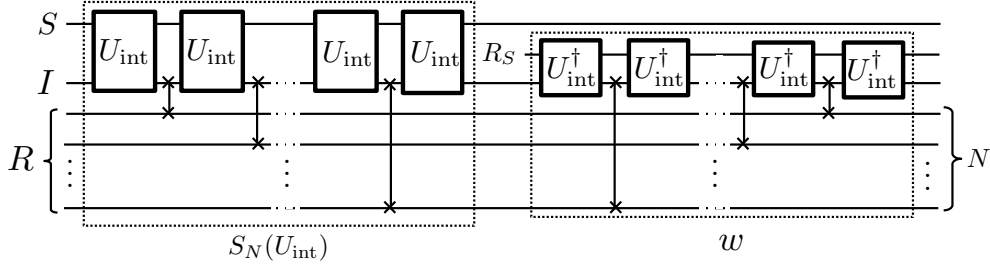 S U_int U_int U_int U_int
R_S U_int^† U_int^† U_int^† U_int^†
I
R
N
S_N(U_int) w